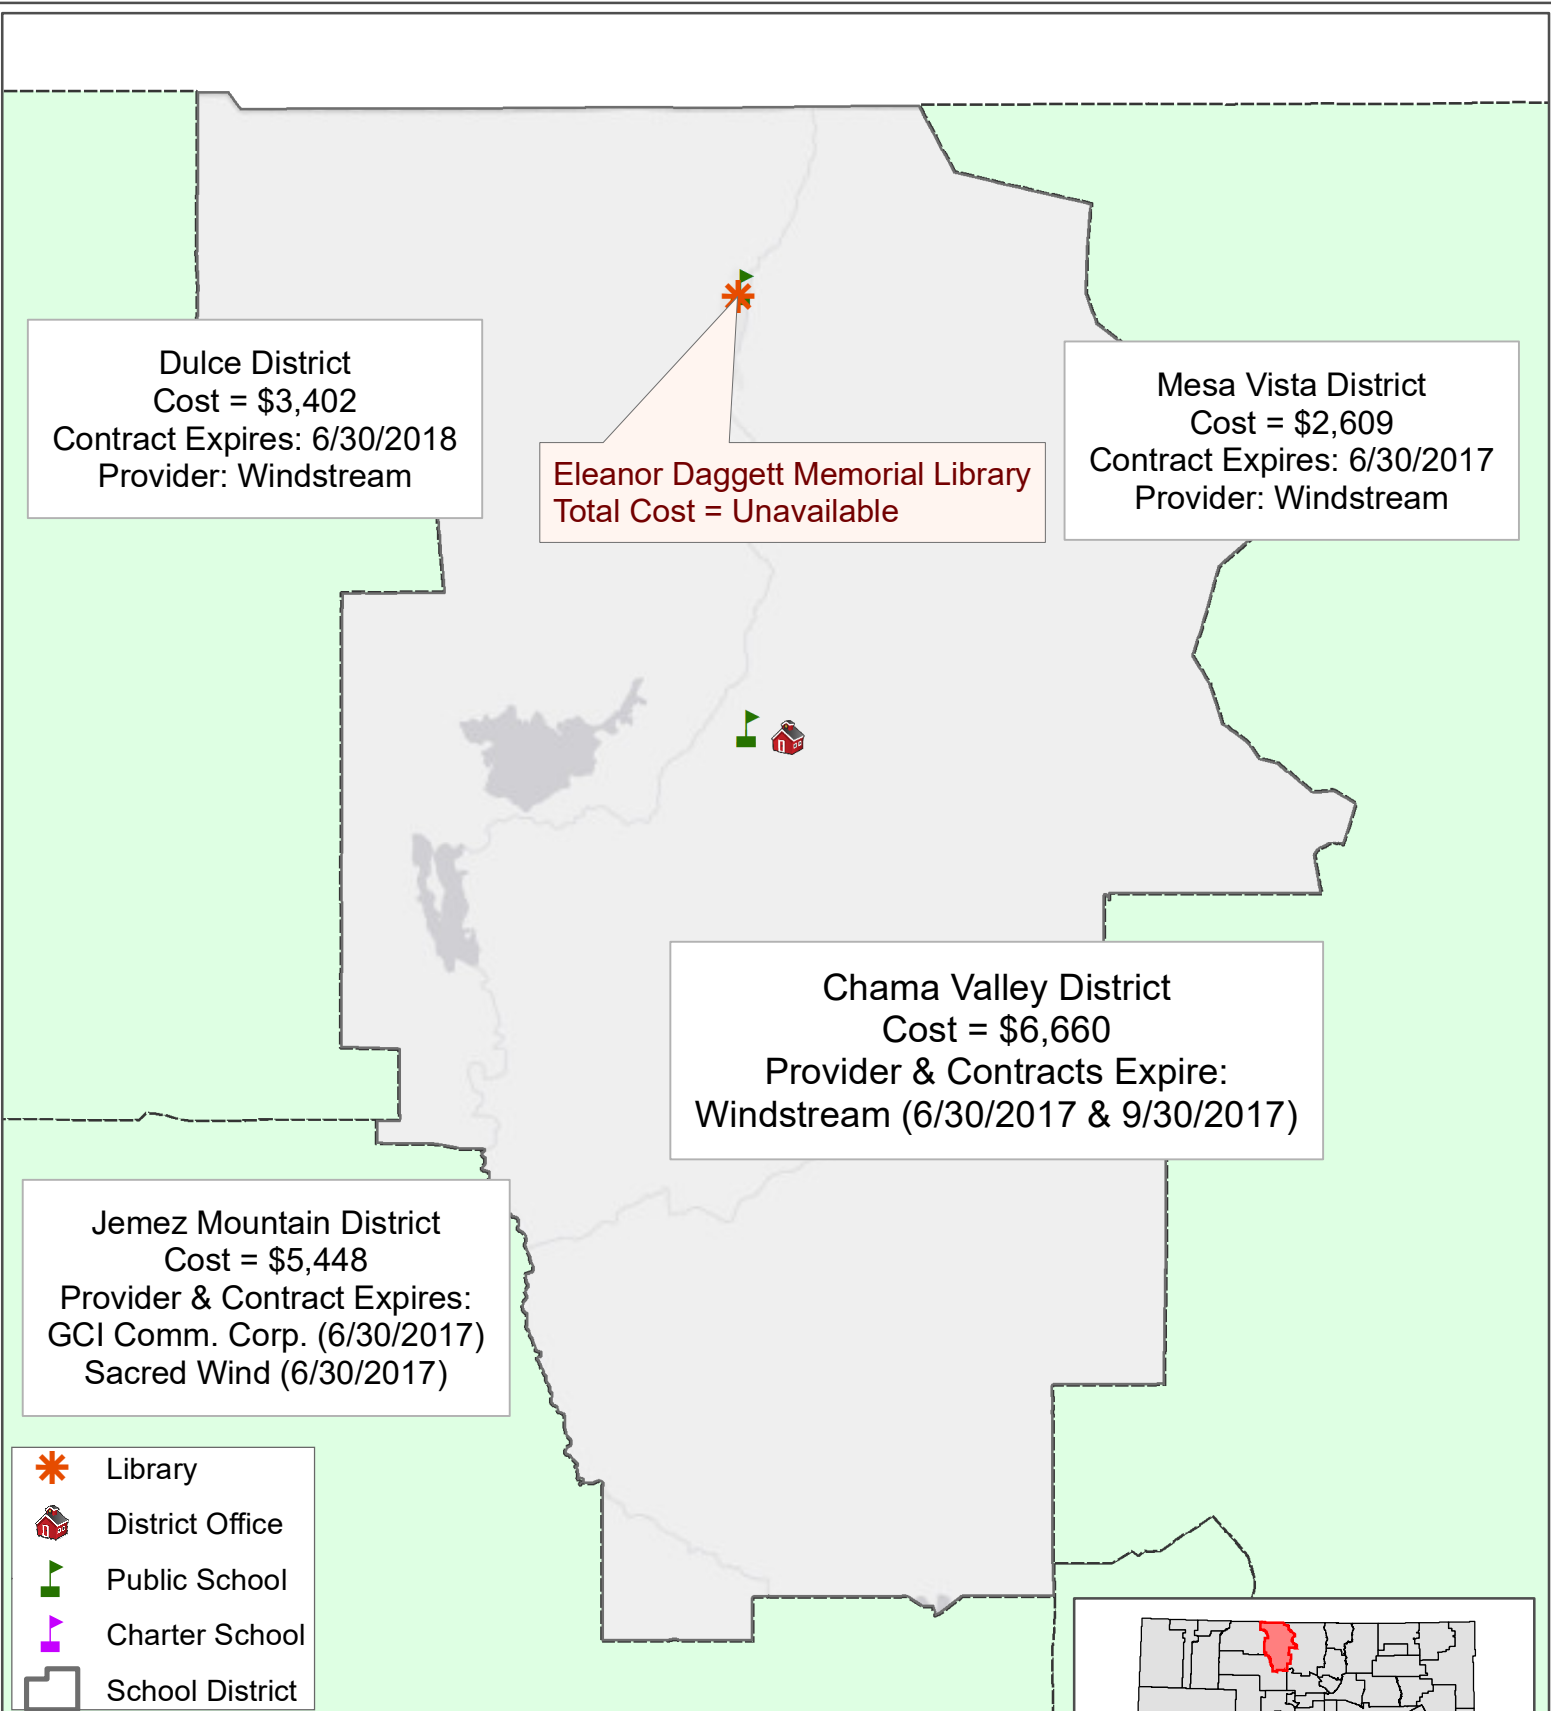 Dulce District
Cost = $3,402
Contract Expires: 6/30/2018
Provider: Windstream
Mesa Vista District
Cost = $2,609
Contract Expires: 6/30/2017
Provider: Windstream
Eleanor Daggett Memorial Library
Total Cost = Unavailable
Chama Valley District
Cost = $6,660
Provider & Contracts Expire:
Windstream (6/30/2017 & 9/30/2017)
Jemez Mountain District
Cost = $5,448
Provider & Contract Expires:
GCI Comm. Corp. (6/30/2017)
Sacred Wind (6/30/2017)
Library
District Office
Public School
Charter School
School District